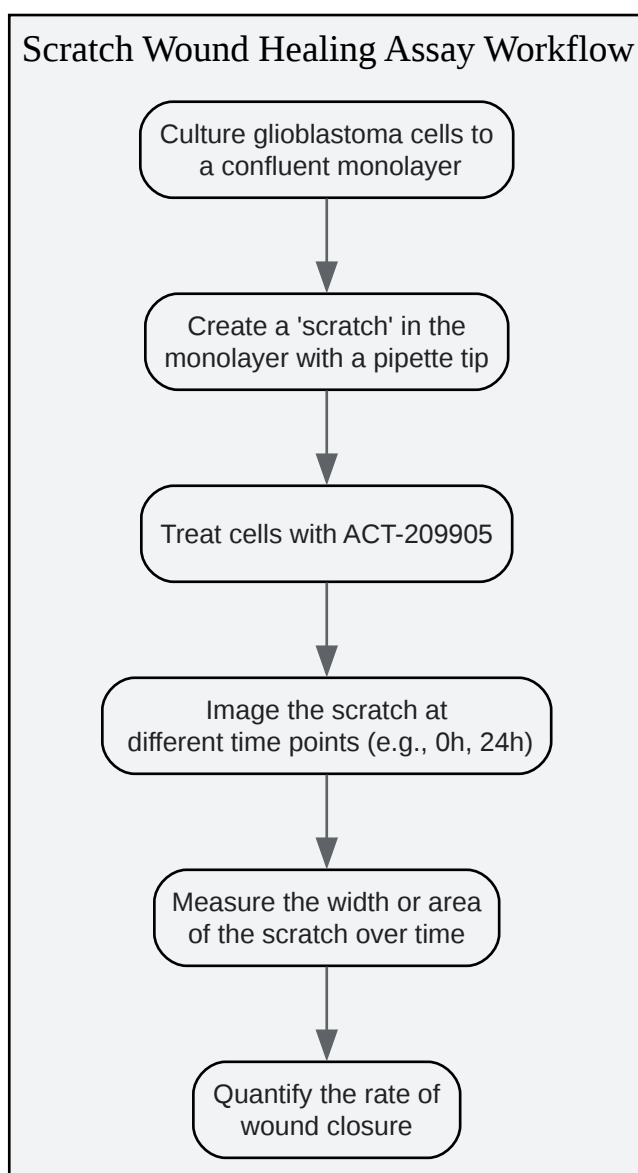 Scratch Wound Healing Assay Workflow
Culture glioblastoma cells to
a confluent monolayer
Create a 'scratch' in the
monolayer with a pipette tip
Treat cells with ACT-209905
Image the scratch at
different time points (e.g., 0h, 24h)
Measure the width or area
of the scratch over time
Quantify the rate of
wound closure